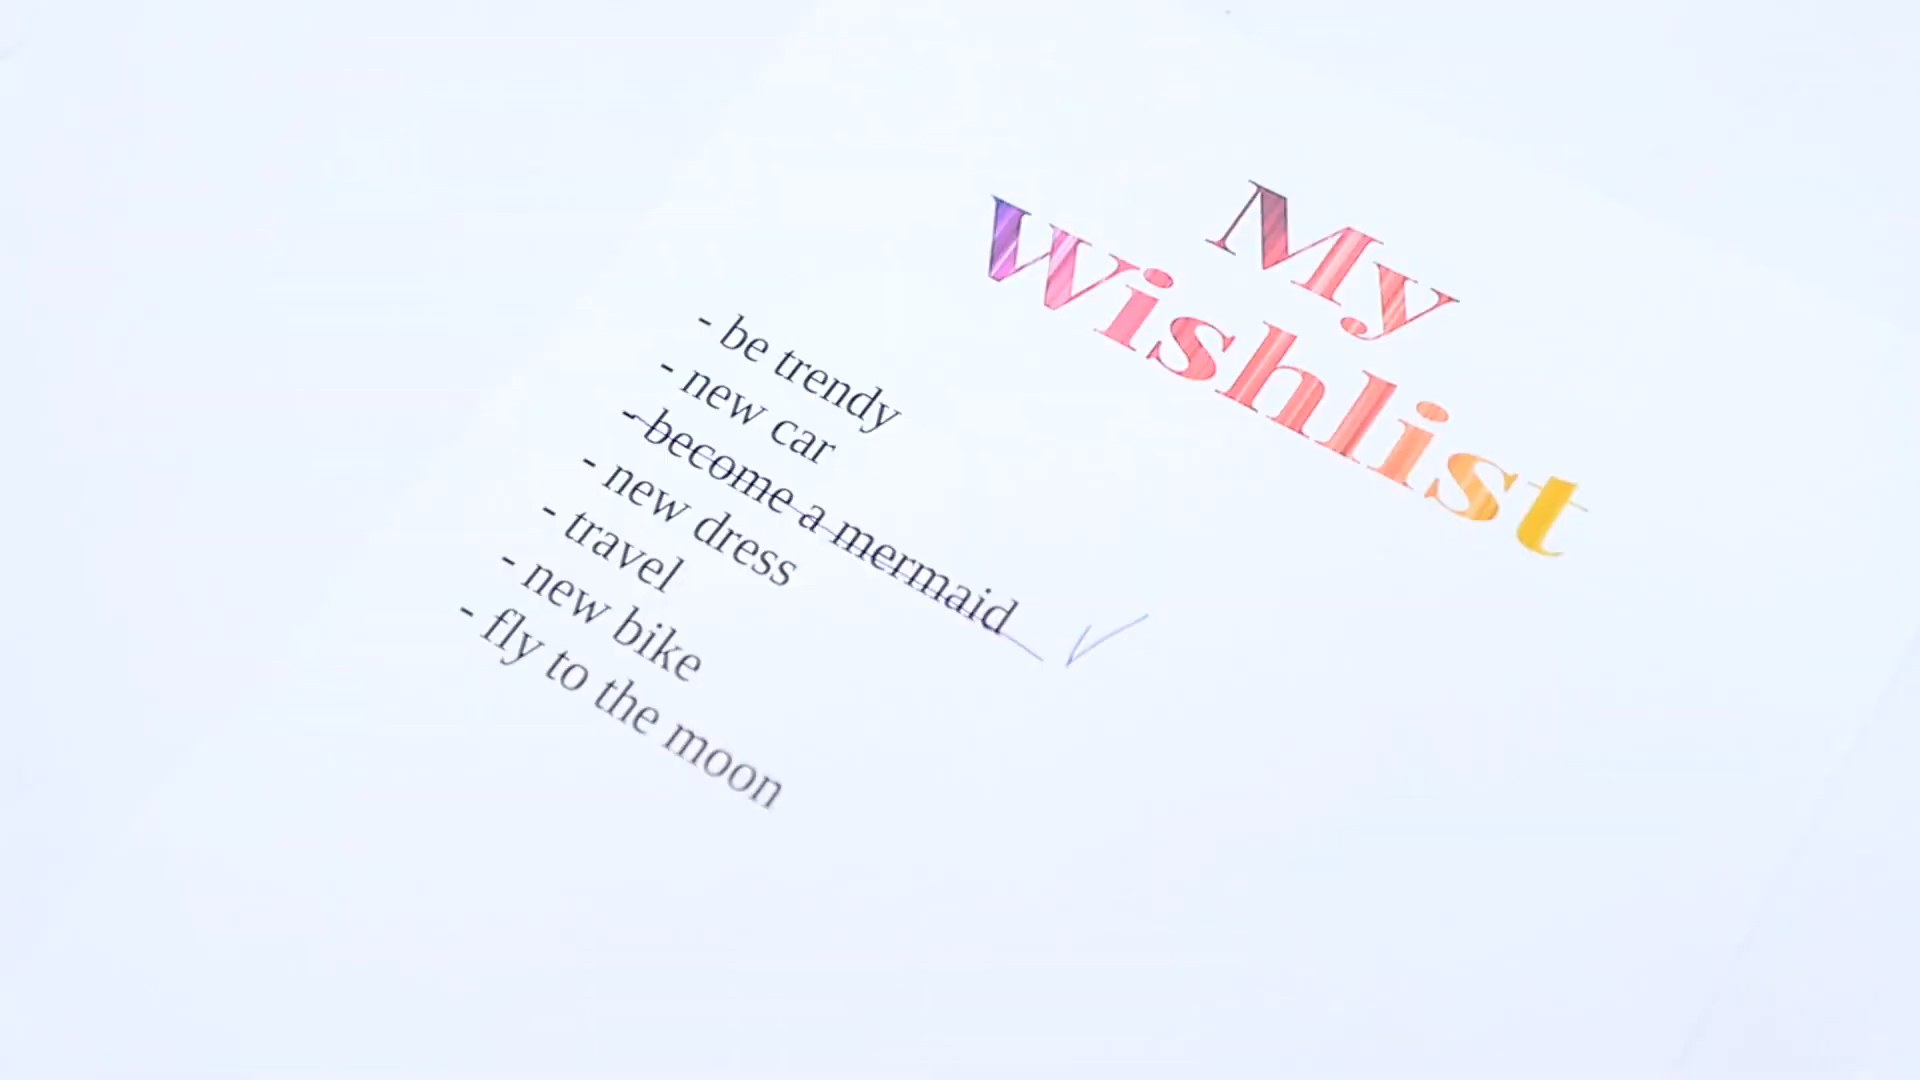 My
Wishlist
- be trendy
- new car
- become a mermaid ✓
- new dress
- travel
- new bike
- fly to the moon